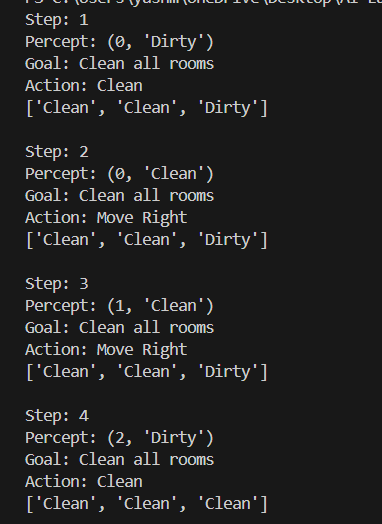 Step: 1
Percept: (0, 'Dirty')
Goal: Clean all rooms
Action: Clean
['Clean', 'Clean', 'Dirty']
Step: 2
Percept: (0, 'Clean')
Goal: Clean all rooms
Action: Move Right
['Clean', 'Clean', 'Dirty']
Step: 3
Percept: (1, 'Clean')
Goal: Clean all rooms
Action: Move Right
['Clean', 'Clean', 'Dirty']
Step: 4
Percept: (2, 'Dirty')
Goal: Clean all rooms
Action: Clean
['Clean', 'Clean', 'Clean']